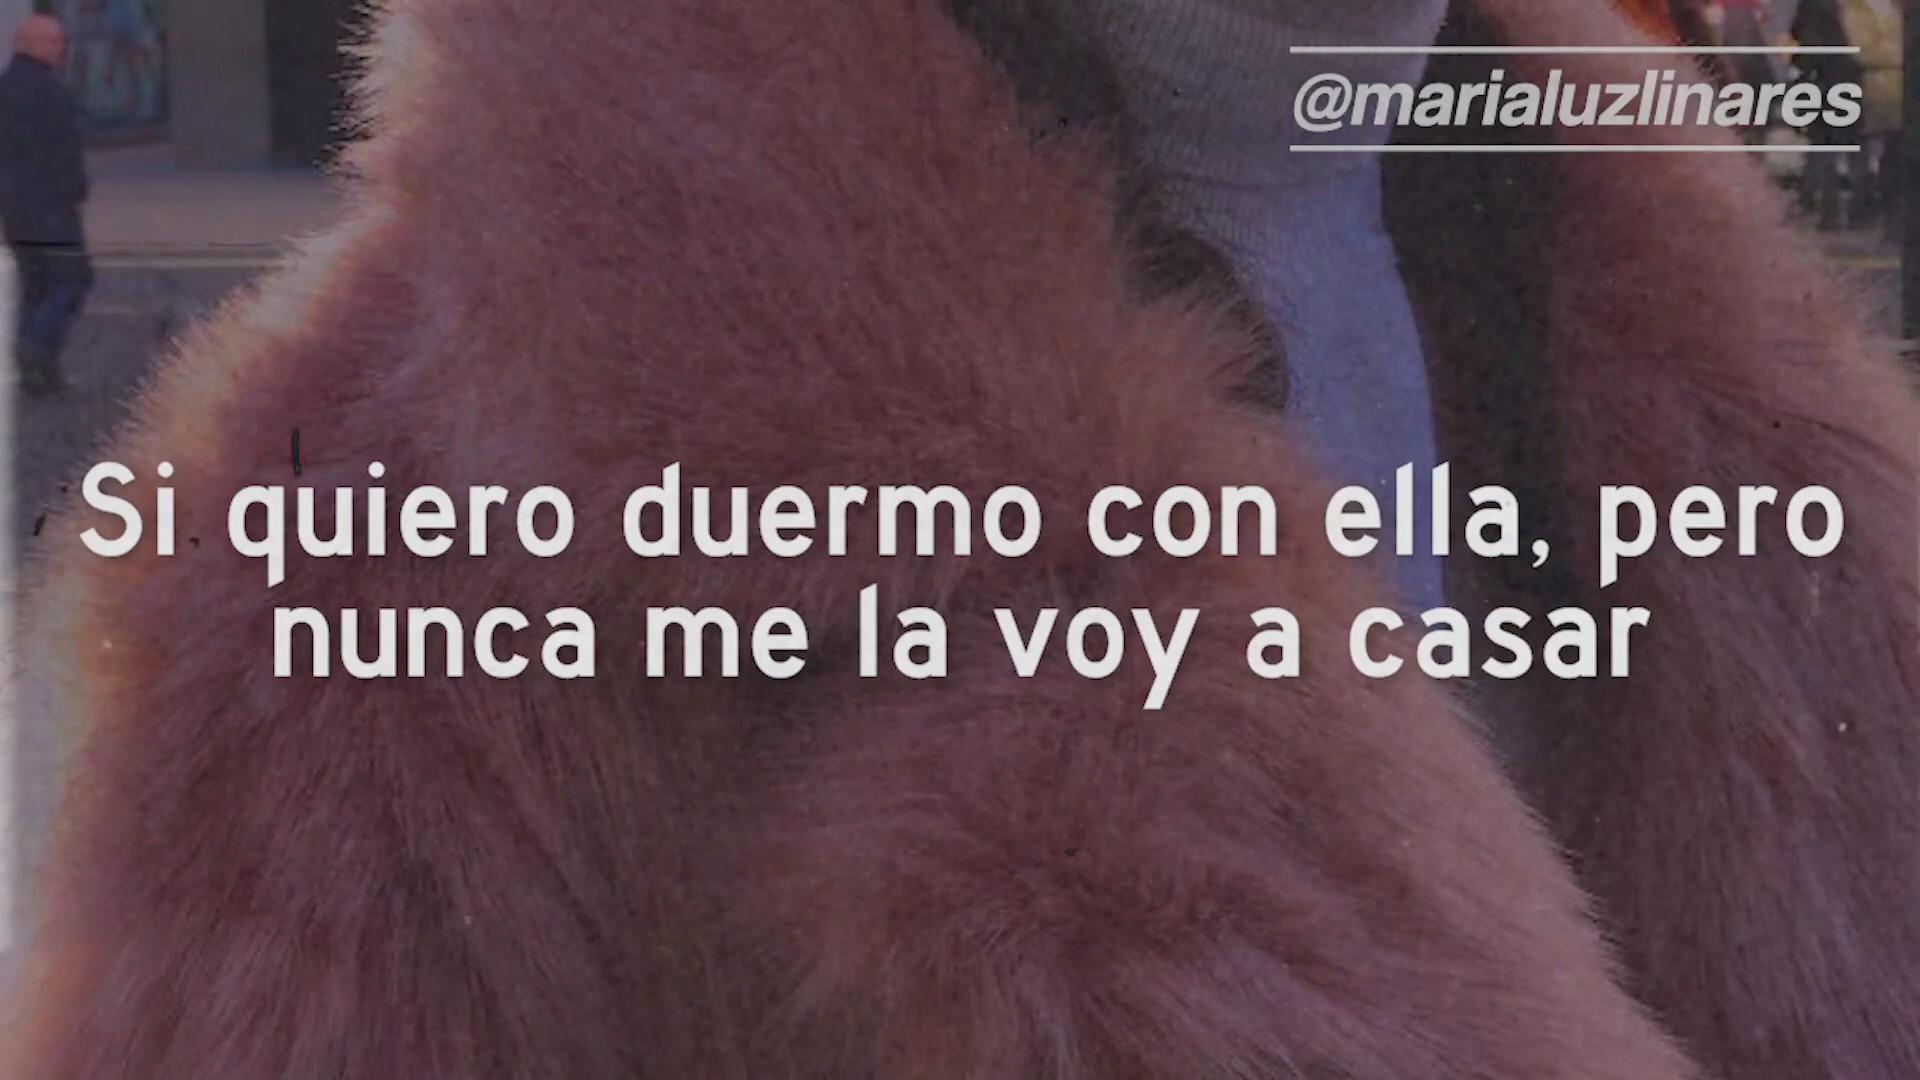 @marialuzlinares
Si quiero duermo con ella, pero
nunca me la voy a casar